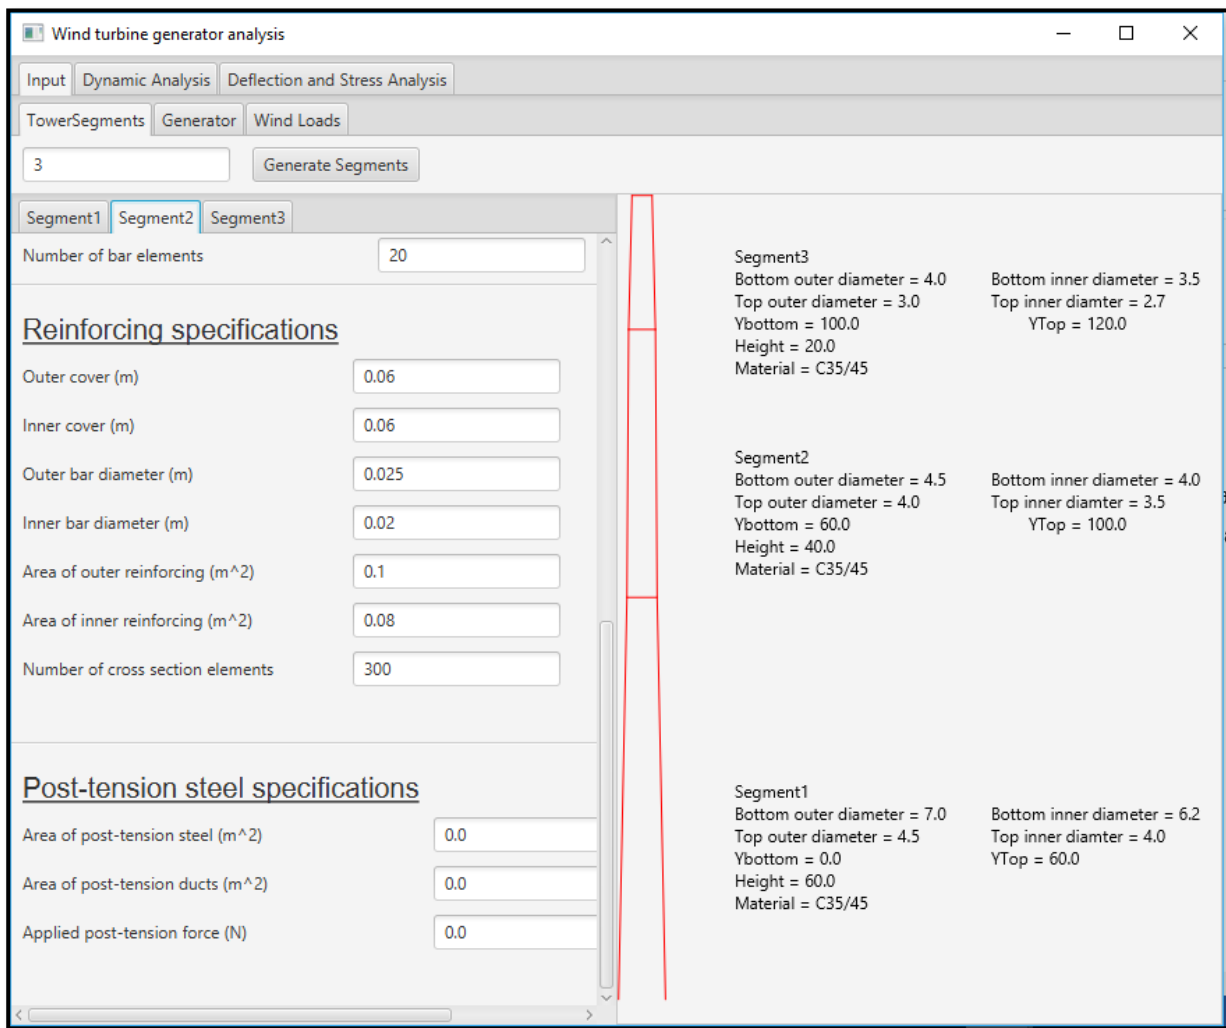 Wind turbine generator analysis
Input Dynamic Analysis Deflection and Stress Analysis
TowerSegments Generator Wind Loads
3 Generate Segments
Segment1 Segment2 Segment3
Number of bar elements 20
Reinforcing specifications
Outer cover (m) 0.06
Inner cover (m) 0.06
Outer bar diameter (m) 0.025
Inner bar diameter (m) 0.02
Area of outer reinforcing (m^2) 0.1
Area of inner reinforcing (m^2) 0.08
Number of cross section elements 300
Post-tension steel specifications
Area of post-tension steel (m^2) 0.0
Area of post-tension ducts (m^2) 0.0
Applied post-tension force (N) 0.0
Segment3
Bottom outer diameter = 4.0 Bottom inner diameter = 3.5
Top outer diameter = 3.0 Top inner diamter = 2.7
Ybottom = 100.0 YTop = 120.0
Height = 20.0
Material = C35/45
Segment2
Bottom outer diameter = 4.5 Bottom inner diameter = 4.0
Top outer diameter = 4.0 Top inner diamter = 3.5
Ybottom = 60.0 YTop = 100.0
Height = 40.0
Material = C35/45
Segment1
Bottom outer diameter = 7.0 Bottom inner diameter = 6.2
Top outer diameter = 4.5 Top inner diamter = 4.0
Ybottom = 0.0 YTop = 60.0
Height = 60.0
Material = C35/45